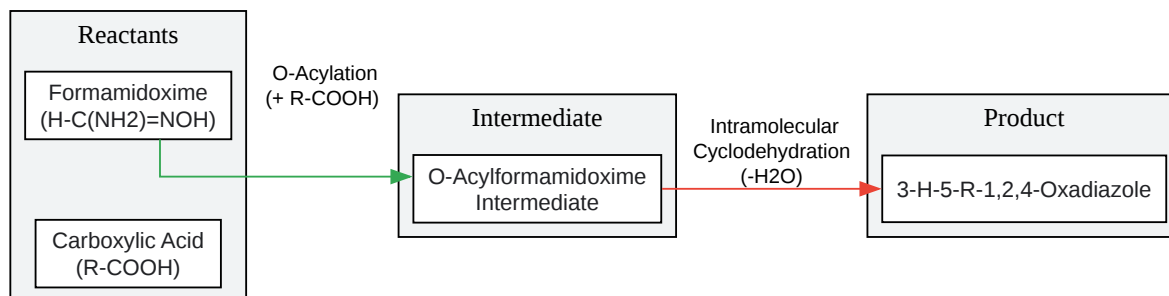 Reactants
Formamidoxime
(H-C(NH2)=NOH)
Carboxylic Acid
(R-COOH)
O-Acylation
(+ R-COOH)
Intermediate
O-Acylformamidoxime
Intermediate
Intramolecular
Cyclodehydration
(-H2O)
Product
3-H-5-R-1,2,4-Oxadiazole